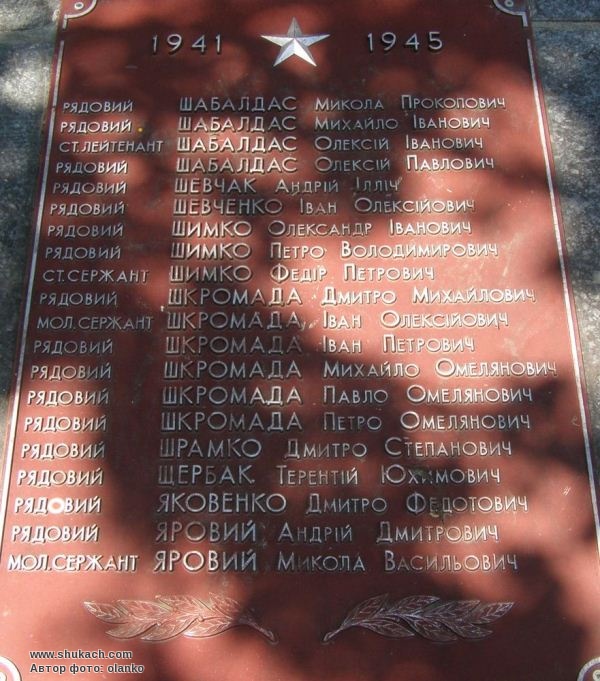 1941 1945
РЯДОВИЙ ШАБАЛДАС МИКОЛА ПРОКОПОВИЧ
РЯДОВИЙ ШАБАЛДАС МИХАЙЛО ІВАНОВИЧ
СТ.ЛЕЙТЕНАНТ ШАБАЛДАС ОЛЕКСІЙ ІВАНОВИЧ
РЯДОВИЙ ШАБАЛДАС ОЛЕКСІЙ ПАВЛОВИЧ
РЯДОВИЙ ШЕВЧАК АНДРІЙ ІЛЛІЧ
РЯДОВИЙ ШЕВЧЕНКО ІВАН ОЛЕКСІЙОВИЧ
РЯДОВИЙ ШИМКО ОЛЕКСАНДР ІВАНОВИЧ
РЯДОВИЙ ШИМКО ПЕТРО ВОЛОДИМИРОВИЧ
СТ.СЕРЖАНТ ШИМКО ФЕДІР ПЕТРОВИЧ
РЯДОВИЙ ШКРОМАДА ДМИТРО МИХАЙЛОВИЧ
МОЛ.СЕРЖАНТ ШКРОМАДА ІВАН ОЛЕКСІЙОВИЧ
РЯДОВИЙ ШКРОМАДА ІВАН ПЕТРОВИЧ
РЯДОВИЙ ШКРОМАДА МИХАЙЛО ОМЕЛЯНОВИЧ
РЯДОВИЙ ШКРОМАДА ПАВЛО ОМЕЛЯНОВИЧ
РЯДОВИЙ ШКРОМАДА ПЕТРО ОМЕЛЯНОВИЧ
РЯДОВИЙ ШРАМКО ДМИТРО СТЕПАНОВИЧ
РЯДОВИЙ ЩЕРБАК ТЕРЕНТІЙ ЮХИМОВИЧ
РЯДОВИЙ ЯКОВЕНКО ДМИТРО ФЕДОТОВИЧ
РЯДОВИЙ ЯРОВИЙ АНДРІЙ ДМИТРОВИЧ
МОЛ.СЕРЖАНТ ЯРОВИЙ МИКОЛА ВАСИЛЬОВИЧ
www.shukach.com
Автор фото: olanko